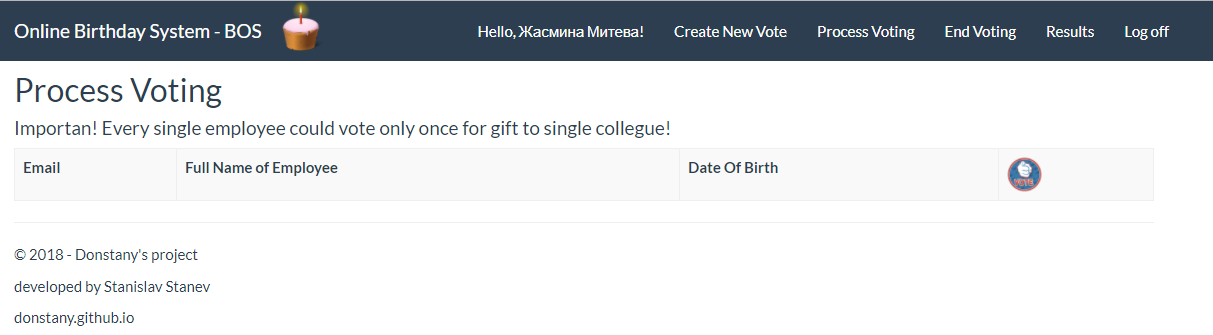 Online Birthday System - BOS
Hello, Жасмина Митева! Create New Vote Process Voting End Voting Results Log off
Process Voting
Importan! Every single employee could vote only once for gift to single collegue!
Email Full Name of Employee Date Of Birth VOTE
© 2018 - Donstany's project
developed by Stanislav Stanev
donstany.github.io